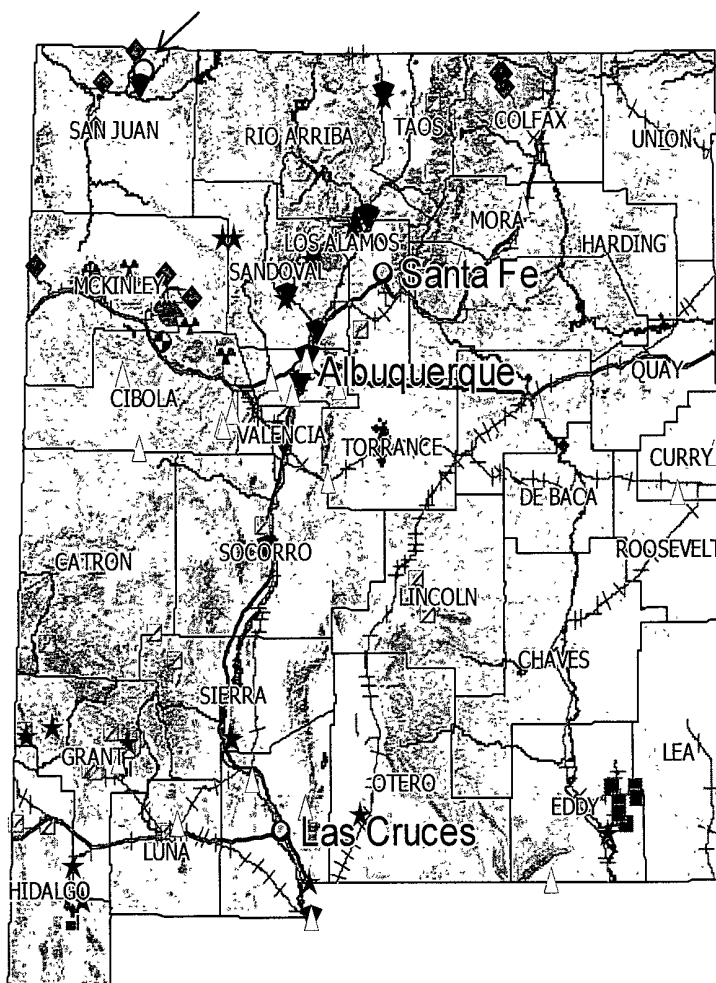 SAN JUAN
RIO ARRIBA
TAOS
COLFAX
UNION
MORA
LOS ALAMOS
HARDING
SANDOVAL
MCKINLEY
Santa Fe
Albuquerque
QUAY
CIBOLA
VALENCIA
TORRANCE
CURRY
DE BACA
SOCORRO
ROOSEVELT
CATRON
LINCOLN
CHAVES
SIERRA
GRANT
LEA
OTERO
EDDY
Las Cruces
LUNA
HIDALGO